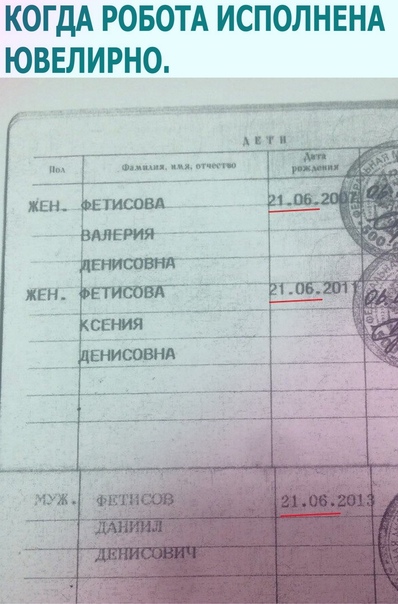 КОГДА РОБОТА ИСПОЛНЕНА
ЮВЕЛИРНО.
ДЕТИ
Пол Фамилия, имя, отчество Дата
рождения
ЖЕН. ФЕТИСОВА 21.06.2007
ВАЛЕРИЯ
ДЕНИСОВНА
ЖЕН. ФЕТИСОВА 21.06.2011
КСЕНИЯ
ДЕНИСОВНА
МУЖ. ФЕТИСОВ 21.06.2013
ДАНИИЛ
ДЕНИСОВИЧ